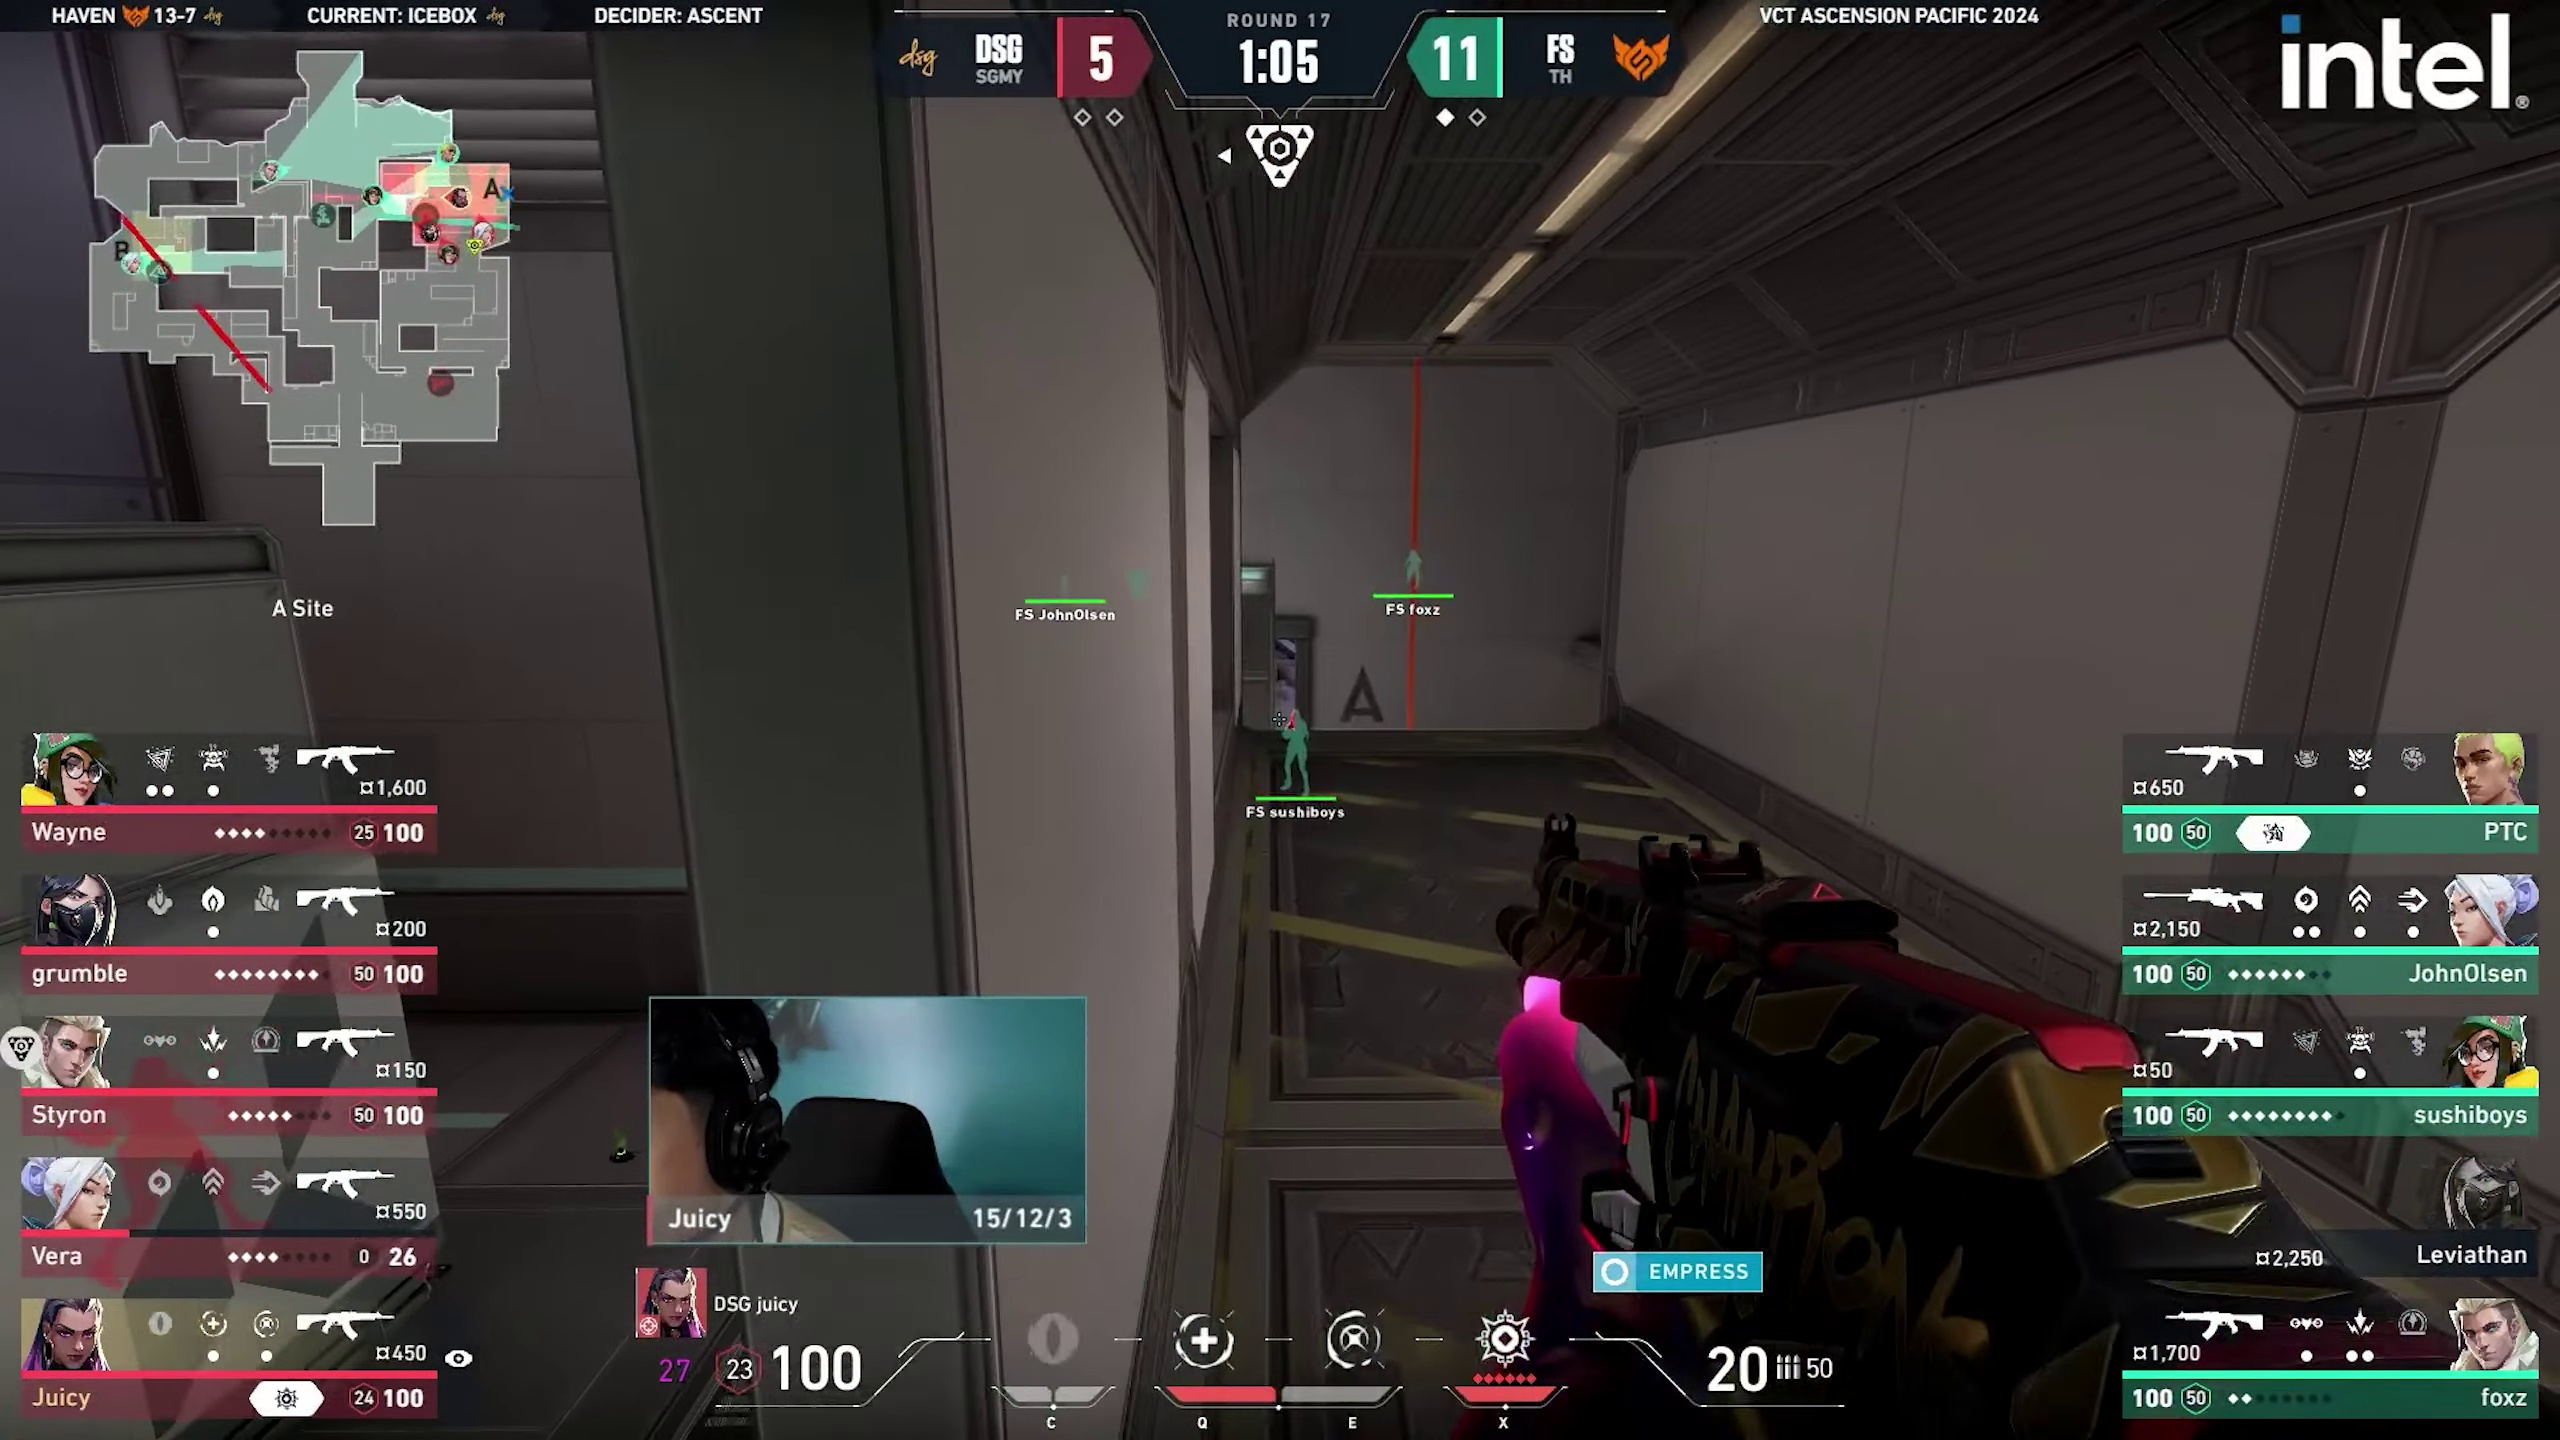 HAVEN 13-7 dsg
CURRENT: ICEBOX dsg
DECIDER: ASCENT
dsg DSG SGMY 5
ROUND 17
1:05
11 FS TH
VCT ASCENSION PACIFIC 2024
intel®
A
B
A Site
FS JohnOlsen
FS foxz
A
FS sushiboys
1,600
Wayne 25 100
200
grumble 50 100
150
Styron 50 100
550
Vera 0 26
450
Juicy 24 100
650
100 50 PTC
2,150
100 50 JohnOlsen
50
100 50 sushiboys
2,250 Leviathan
1,700
100 50 foxz
Juicy 15/12/3
EMPRESS
DSG juicy
27 23 100
20 50
C Q E X